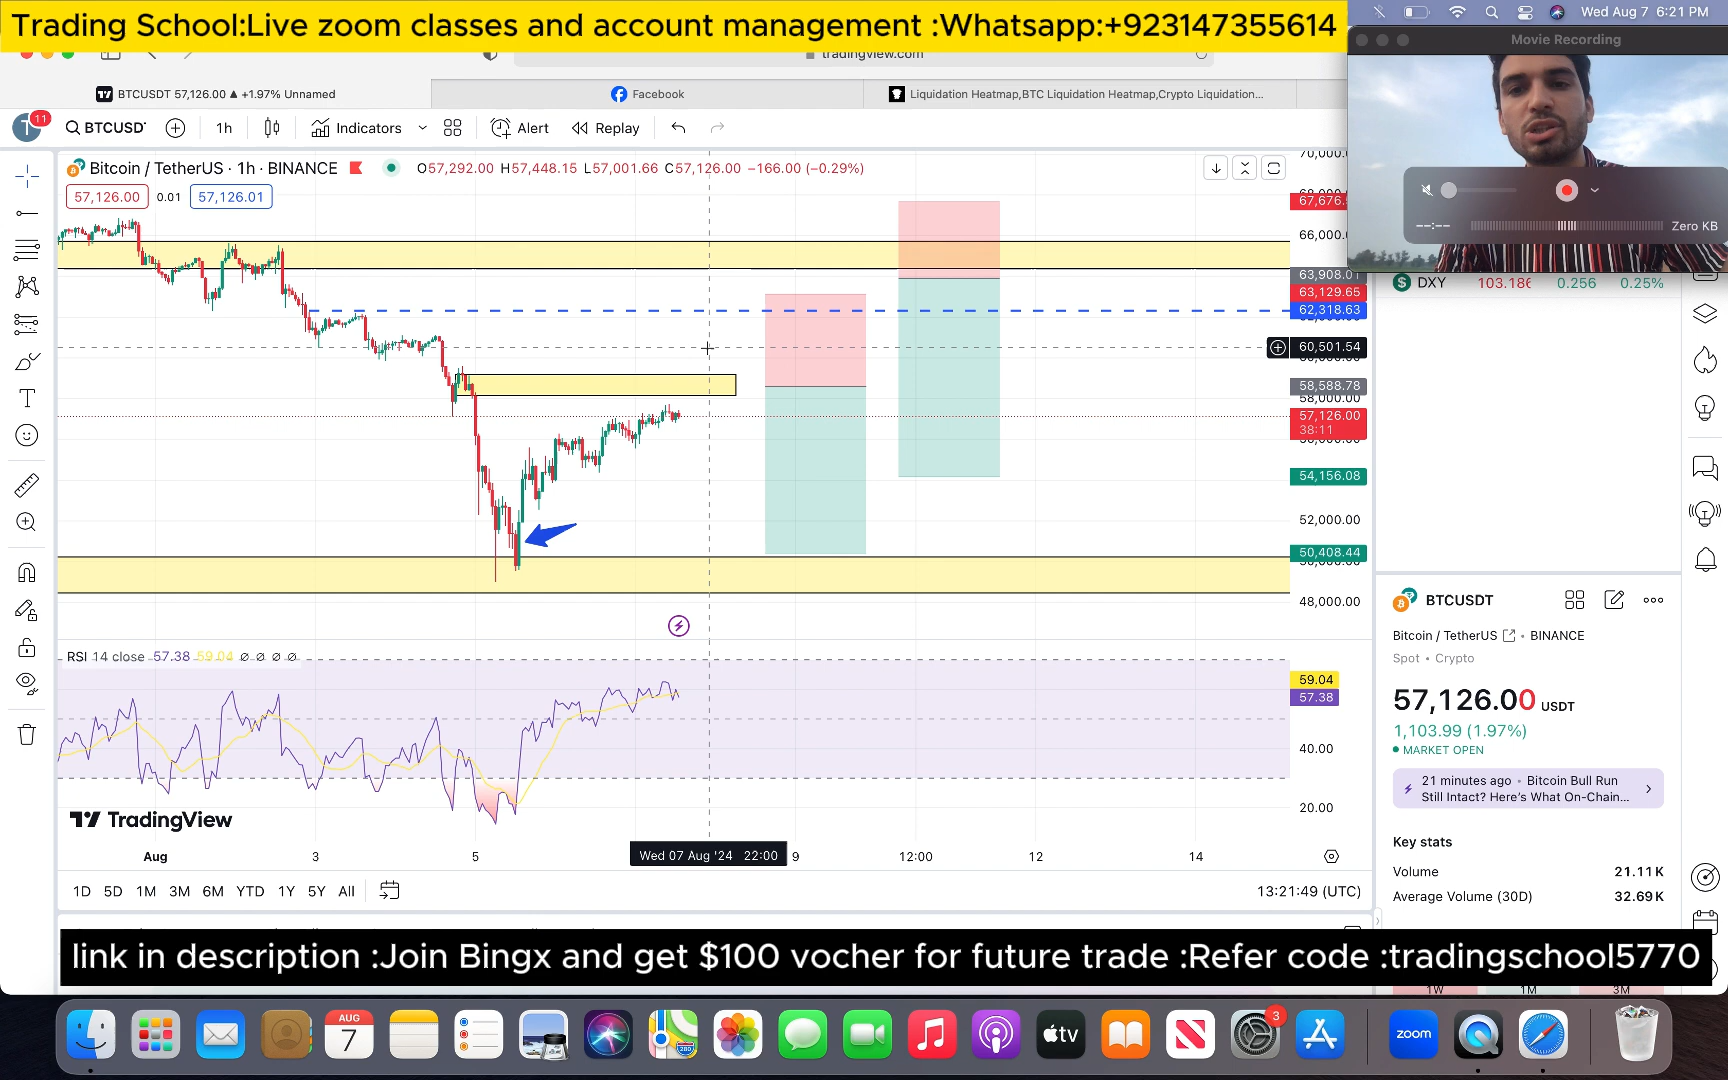 Trading School:Live zoom classes and account management :Whatsapp:+923147355614
Wed Aug 7 6:21 PM
Movie Recording
tradingview.com
BTCUSDT 57,126.00 ▲ +1.97% Unnamed
Facebook
Liquidation Heatmap,BTC Liquidation Heatmap,Crypto Liquidation...
11
BTCUSD
1h
Indicators
Alert
Replay
Bitcoin / TetherUS · 1h · BINANCE
O57,292.00 H57,448.15 L57,001.66 C57,126.00 −166.00 (−0.29%)
57,126.00
0.01
57,126.01
Zero KB
--:--
70,000.
67,676.
66,000.
63,908.01
63,129.65
62,318.63
60,501.54
58,588.78
58,000.00
57,126.00
38:11
54,156.08
52,000.00
50,408.44
48,000.00
DXY 103.186 0.256 0.25%
BTCUSDT
Bitcoin / TetherUS • BINANCE
Spot • Crypto
57,126.00 USDT
1,103.99 (1.97%)
MARKET OPEN
21 minutes ago • Bitcoin Bull Run
Still Intact? Here's What On-Chain...
Key stats
Volume 21.11K
Average Volume (30D) 32.69K
RSI 14 close 57.38 59.04 ∅ ∅ ∅ ∅
59.04
57.38
40.00
20.00
TradingView
Aug 3 5 Wed 07 Aug '24 22:00 9 12:00 12 14
1D 5D 1M 3M 6M YTD 1Y 5Y All
13:21:49 (UTC)
link in description :Join Bingx and get $100 vocher for future trade :Refer code :tradingschool5770
1W 1M 3M
AUG
7
280
tv
3
zoom